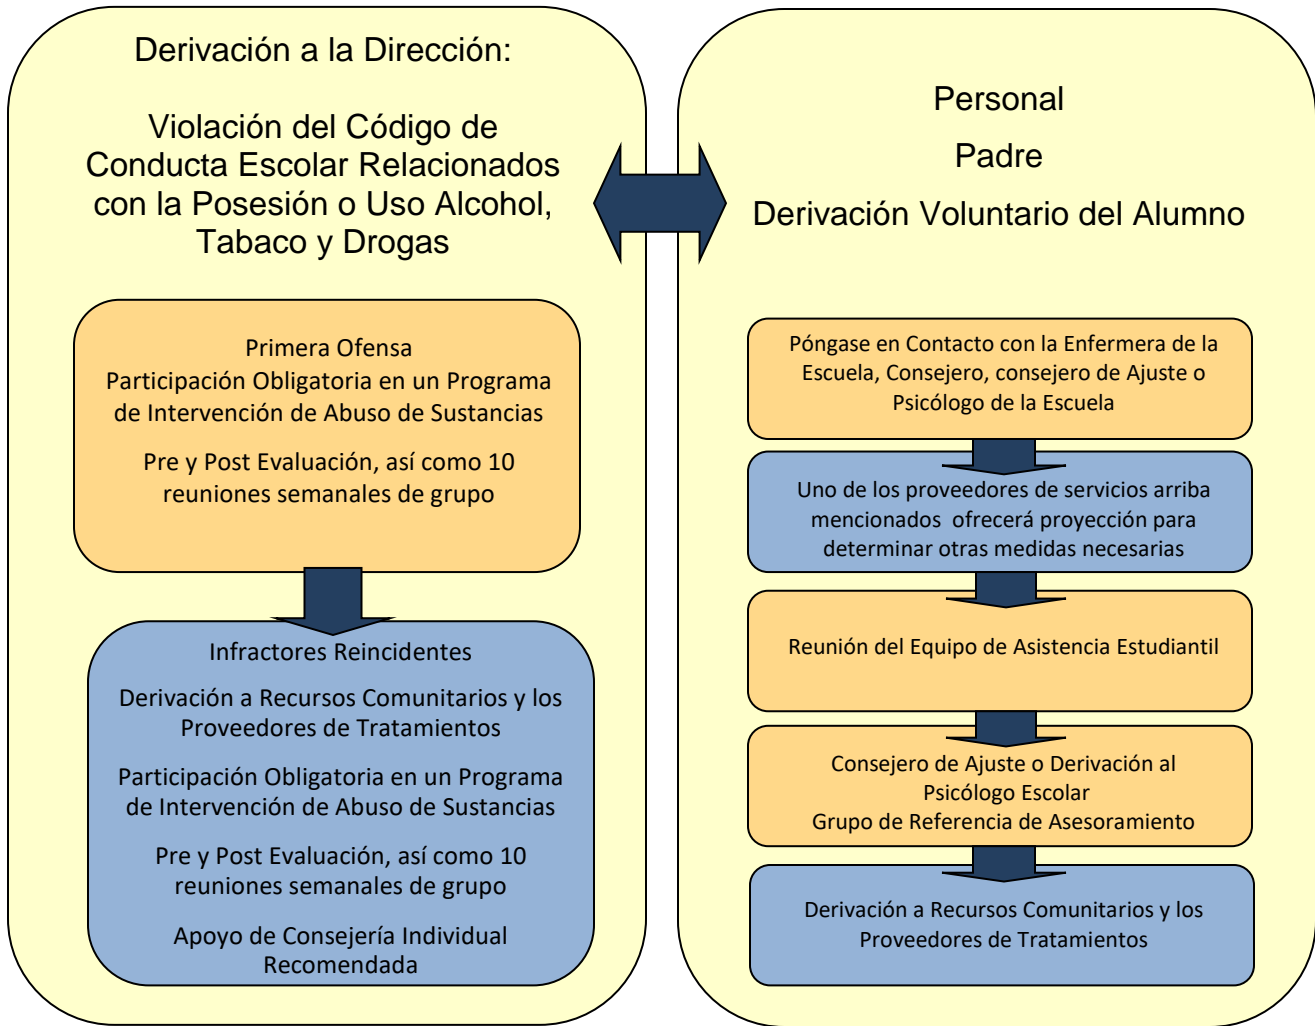 Derivación a la Dirección:
Violación del Código de
Conducta Escolar Relacionados
con la Posesión o Uso Alcohol,
Tabaco y Drogas
Primera Ofensa
Participación Obligatoria en un Programa
de Intervención de Abuso de Sustancias
Pre y Post Evaluación, así como 10
reuniones semanales de grupo
Infractores Reincidentes
Derivación a Recursos Comunitarios y los
Proveedores de Tratamientos
Participación Obligatoria en un Programa
de Intervención de Abuso de Sustancias
Pre y Post Evaluación, así como 10
reuniones semanales de grupo
Apoyo de Consejería Individual
Recomendada
Personal
Padre
Derivación Voluntario del Alumno
Póngase en Contacto con la Enfermera de la
Escuela, Consejero, consejero de Ajuste o
Psicólogo de la Escuela
Uno de los proveedores de servicios arriba
mencionados  ofrecerá proyección para
determinar otras medidas necesarias
Reunión del Equipo de Asistencia Estudiantil
Consejero de Ajuste o Derivación al
Psicólogo Escolar
Grupo de Referencia de Asesoramiento
Derivación a Recursos Comunitarios y los
Proveedores de Tratamientos